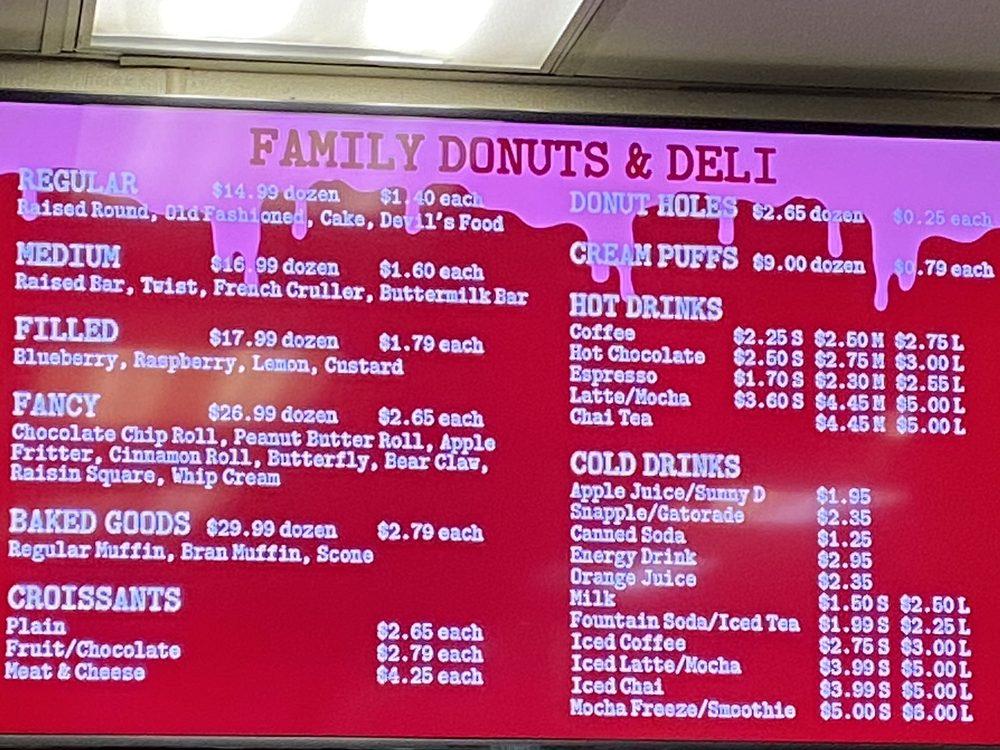 FAMILY DONUTS & DELI
REGULAR $14.99 dozen $1.40 each
Raised Round, Old Fashioned, Cake, Devil's Food
MEDIUM $16.99 dozen $1.60 each
Raised Bar, Twist, French Cruller, Buttermilk Bar
FILLED $17.99 dozen $1.79 each
Blueberry, Raspberry, Lemon, Custard
FANCY $26.99 dozen $2.65 each
Chocolate Chip Roll, Peanut Butter Roll, Apple
Fritter, Cinnamon Roll, Butterfly, Bear Claw,
Raisin Square, Whip Cream
BAKED GOODS $29.99 dozen $2.79 each
Regular Muffin, Bran Muffin, Scone
CROISSANTS
Plain $2.65 each
Fruit/Chocolate $2.79 each
Meat & Cheese $4.25 each
DONUT HOLES $2.65 dozen $0.25 each
CREAM PUFFS $9.00 dozen $0.79 each
HOT DRINKS
Coffee $2.25 S $2.50 M $2.75 L
Hot Chocolate $2.50 S $2.75 M $3.00 L
Espresso $1.70 S $2.30 M $2.55 L
Latte/Mocha $3.60 S $4.45 M $5.00 L
Chai Tea $4.45 M $5.00 L
COLD DRINKS
Apple Juice/Sunny D $1.95
Snapple/Gatorade $2.35
Canned Soda $1.25
Energy Drink $2.95
Orange Juice $2.35
Milk $1.50 S $2.50 L
Fountain Soda/Iced Tea $1.99 S $2.25 L
Iced Coffee $2.75 S $3.00 L
Iced Latte/Mocha $3.99 S $5.00 L
Iced Chai $3.99 S $5.00 L
Mocha Freeze/Smoothie $5.00 S $6.00 L